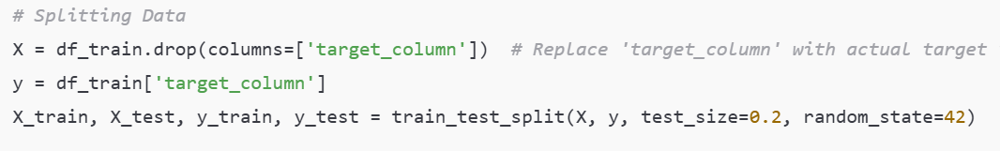 # Splitting Data
X = df_train.drop(columns=['target_column'])  # Replace 'target_column' with actual target
y = df_train['target_column']
X_train, X_test, y_train, y_test = train_test_split(X, y, test_size=0.2, random_state=42)